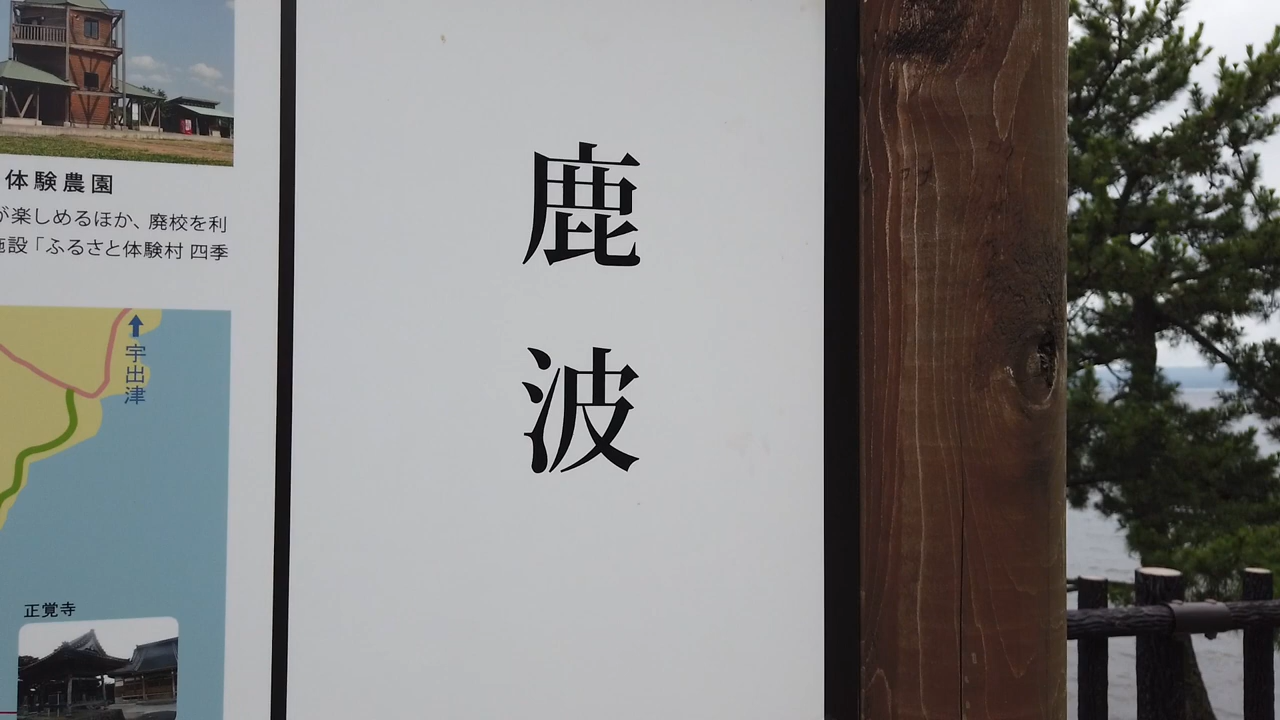 体験農園
が楽しめるほか、廃校を利
施設「ふるさと体験村 四季
宇出津
正覚寺
鹿波